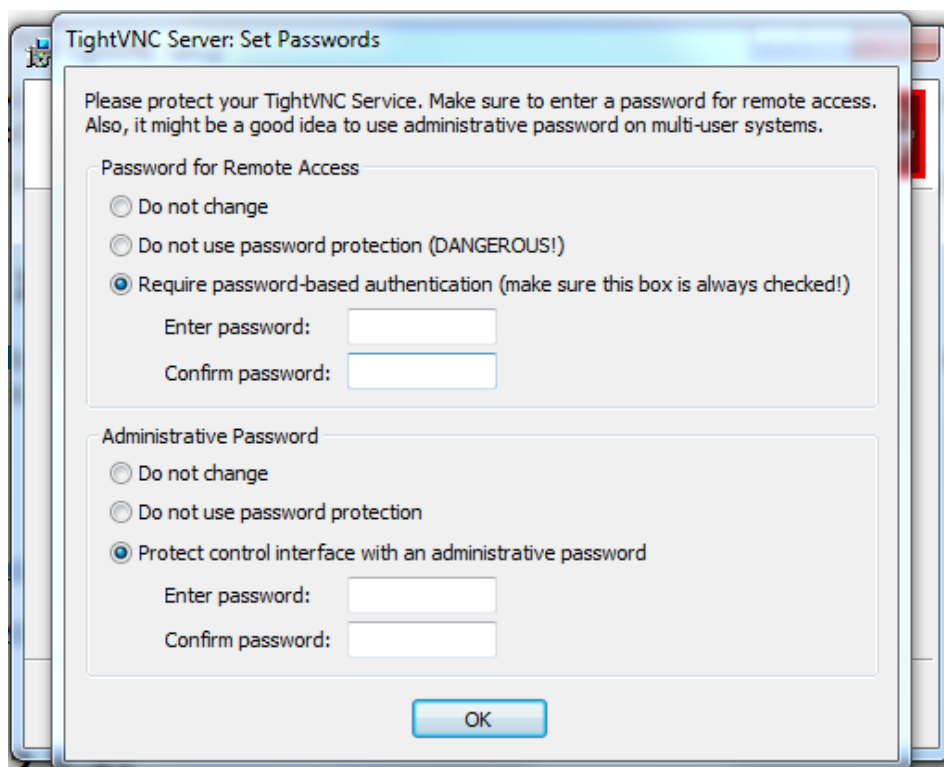 TightVNC Server: Set Passwords
Please protect your TightVNC Service. Make sure to enter a password for remote access.
Also, it might be a good idea to use administrative password on multi-user systems.
Password for Remote Access
Do not change
Do not use password protection (DANGEROUS!)
Require password-based authentication (make sure this box is always checked!)
Enter password:
Confirm password:
Administrative Password
Do not change
Do not use password protection
Protect control interface with an administrative password
Enter password:
Confirm password:
OK